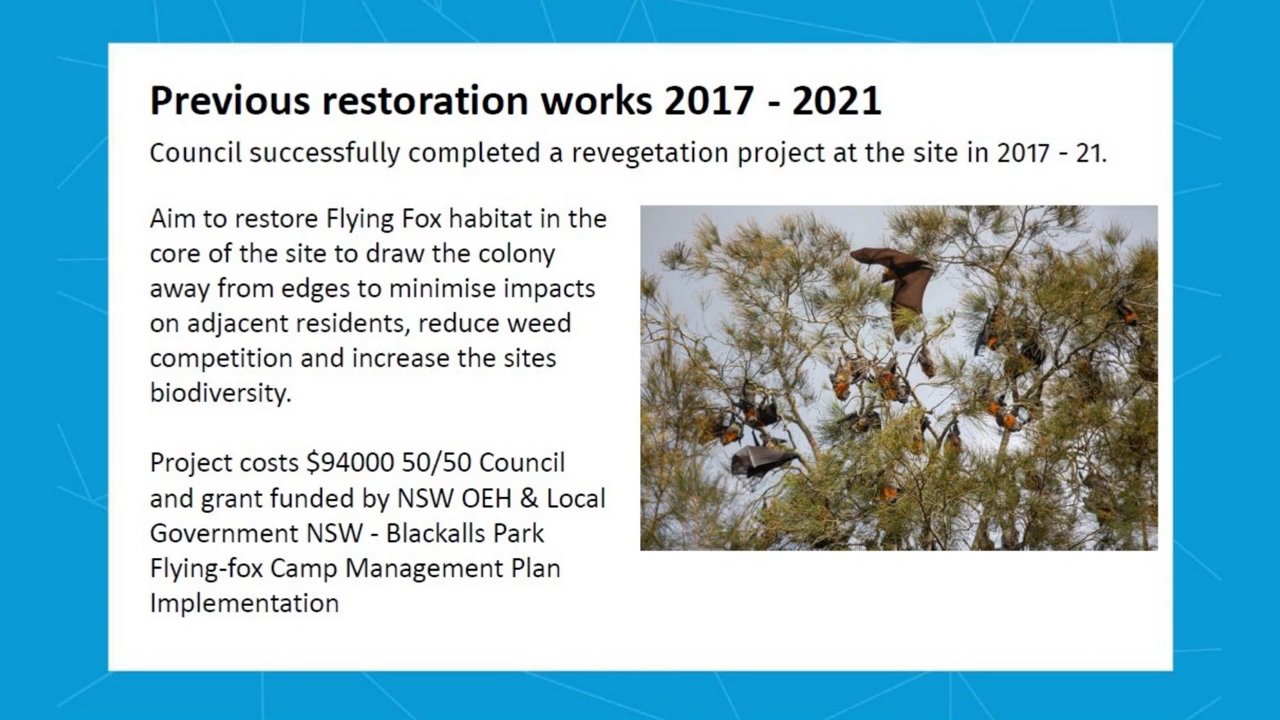 Previous restoration works 2017 - 2021
Council successfully completed a revegetation project at the site in 2017 - 21.
Aim to restore Flying Fox habitat in the
core of the site to draw the colony
away from edges to minimise impacts
on adjacent residents, reduce weed
competition and increase the sites
biodiversity.
Project costs $94000 50/50 Council
and grant funded by NSW OEH & Local
Government NSW - Blackalls Park
Flying-fox Camp Management Plan
Implementation